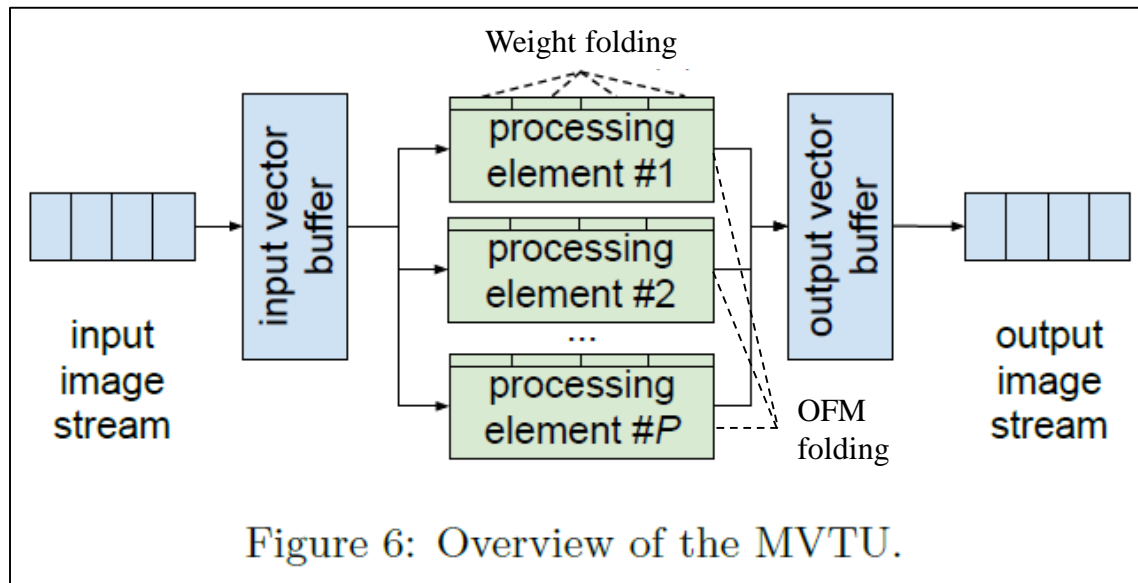 Weight folding
input vector
buffer
processing
element #1
processing
element #2
...
processing
element #P
output vector
buffer
input
image
stream
output
image
stream
OFM
folding
Figure 6: Overview of the MVTU.